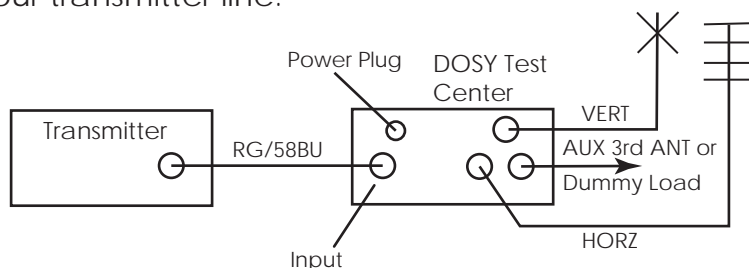 our transmitter line.
Power Plug
DOSY Test
Center
VERT
Transmitter
RG/58BU
AUX 3rd ANT or
Dummy Load
HORZ
Input